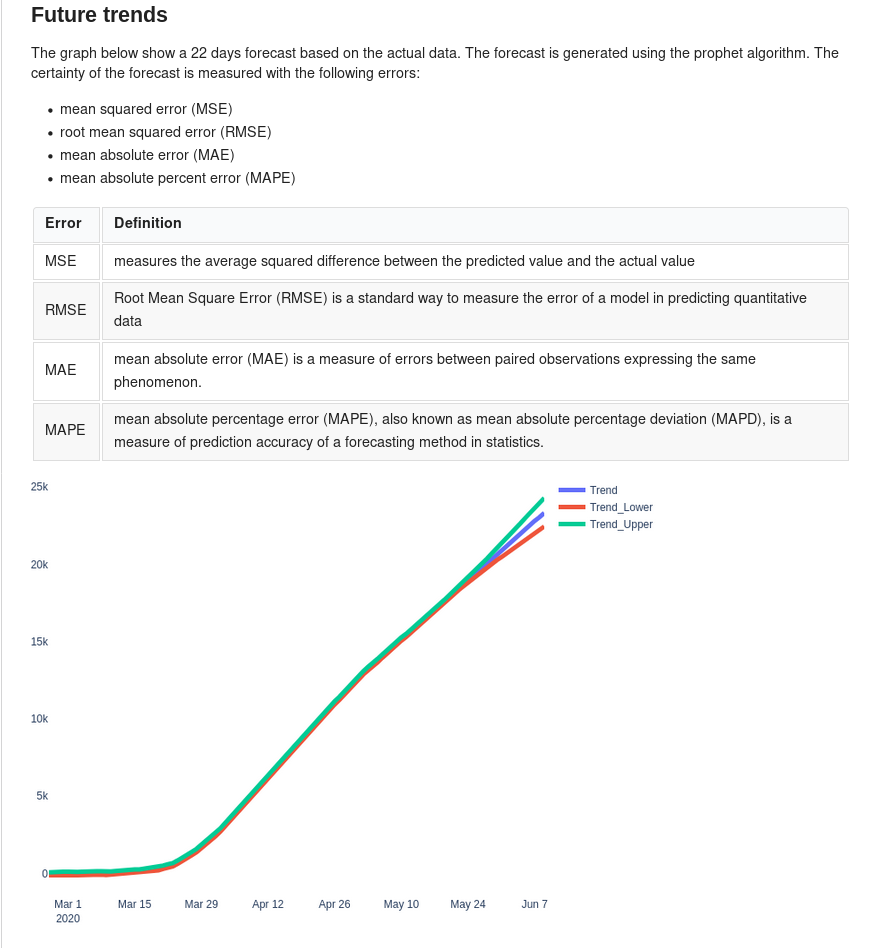 Future trends
The graph below show a 22 days forecast based on the actual data. The forecast is generated using the prophet algorithm. The
certainty of the forecast is measured with the following errors:
• mean squared error (MSE)
• root mean squared error (RMSE)
• mean absolute error (MAE)
• mean absolute percent error (MAPE)
Error Definition
MSE measures the average squared difference between the predicted value and the actual value
RMSE Root Mean Square Error (RMSE) is a standard way to measure the error of a model in predicting quantitative
data
MAE mean absolute error (MAE) is a measure of errors between paired observations expressing the same
phenomenon.
MAPE mean absolute percentage error (MAPE), also known as mean absolute percentage deviation (MAPD), is a
measure of prediction accuracy of a forecasting method in statistics.
25k
20k
15k
10k
5k
0
Trend
Trend_Lower
Trend_Upper
Mar 1 Mar 15 Mar 29 Apr 12 Apr 26 May 10 May 24 Jun 7
2020